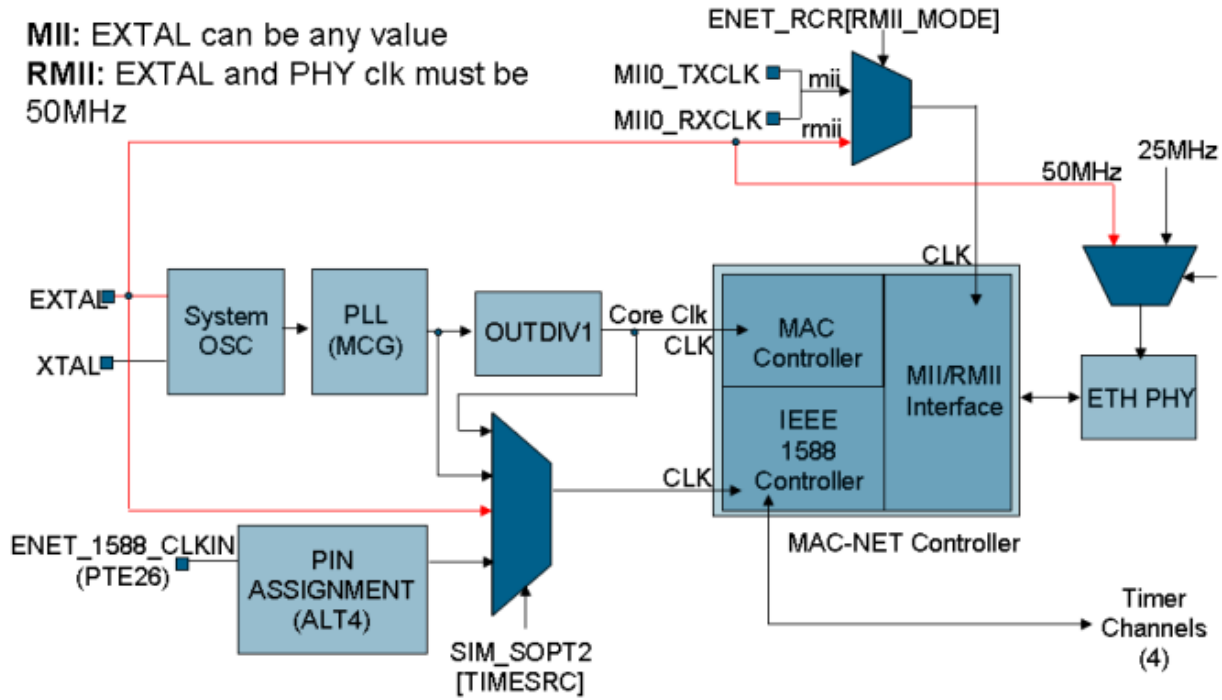 MII: EXTAL can be any value
RMII: EXTAL and PHY clk must be
50MHz
ENET_RCR[RMII_MODE]
MII0_TXCLK
mii
MII0_RXCLK
rmii
50MHz
25MHz
CLK
EXTAL
XTAL
System
OSC
PLL
(MCG)
OUTDIV1
Core Clk
CLK
MAC
Controller
MII/RMII
Interface
ETH PHY
IEEE
1588
Controller
CLK
MAC-NET Controller
ENET_1588_CLKIN
(PTE26)
PIN
ASSIGNMENT
(ALT4)
SIM_SOPT2
[TIMESRC]
Timer
Channels
(4)